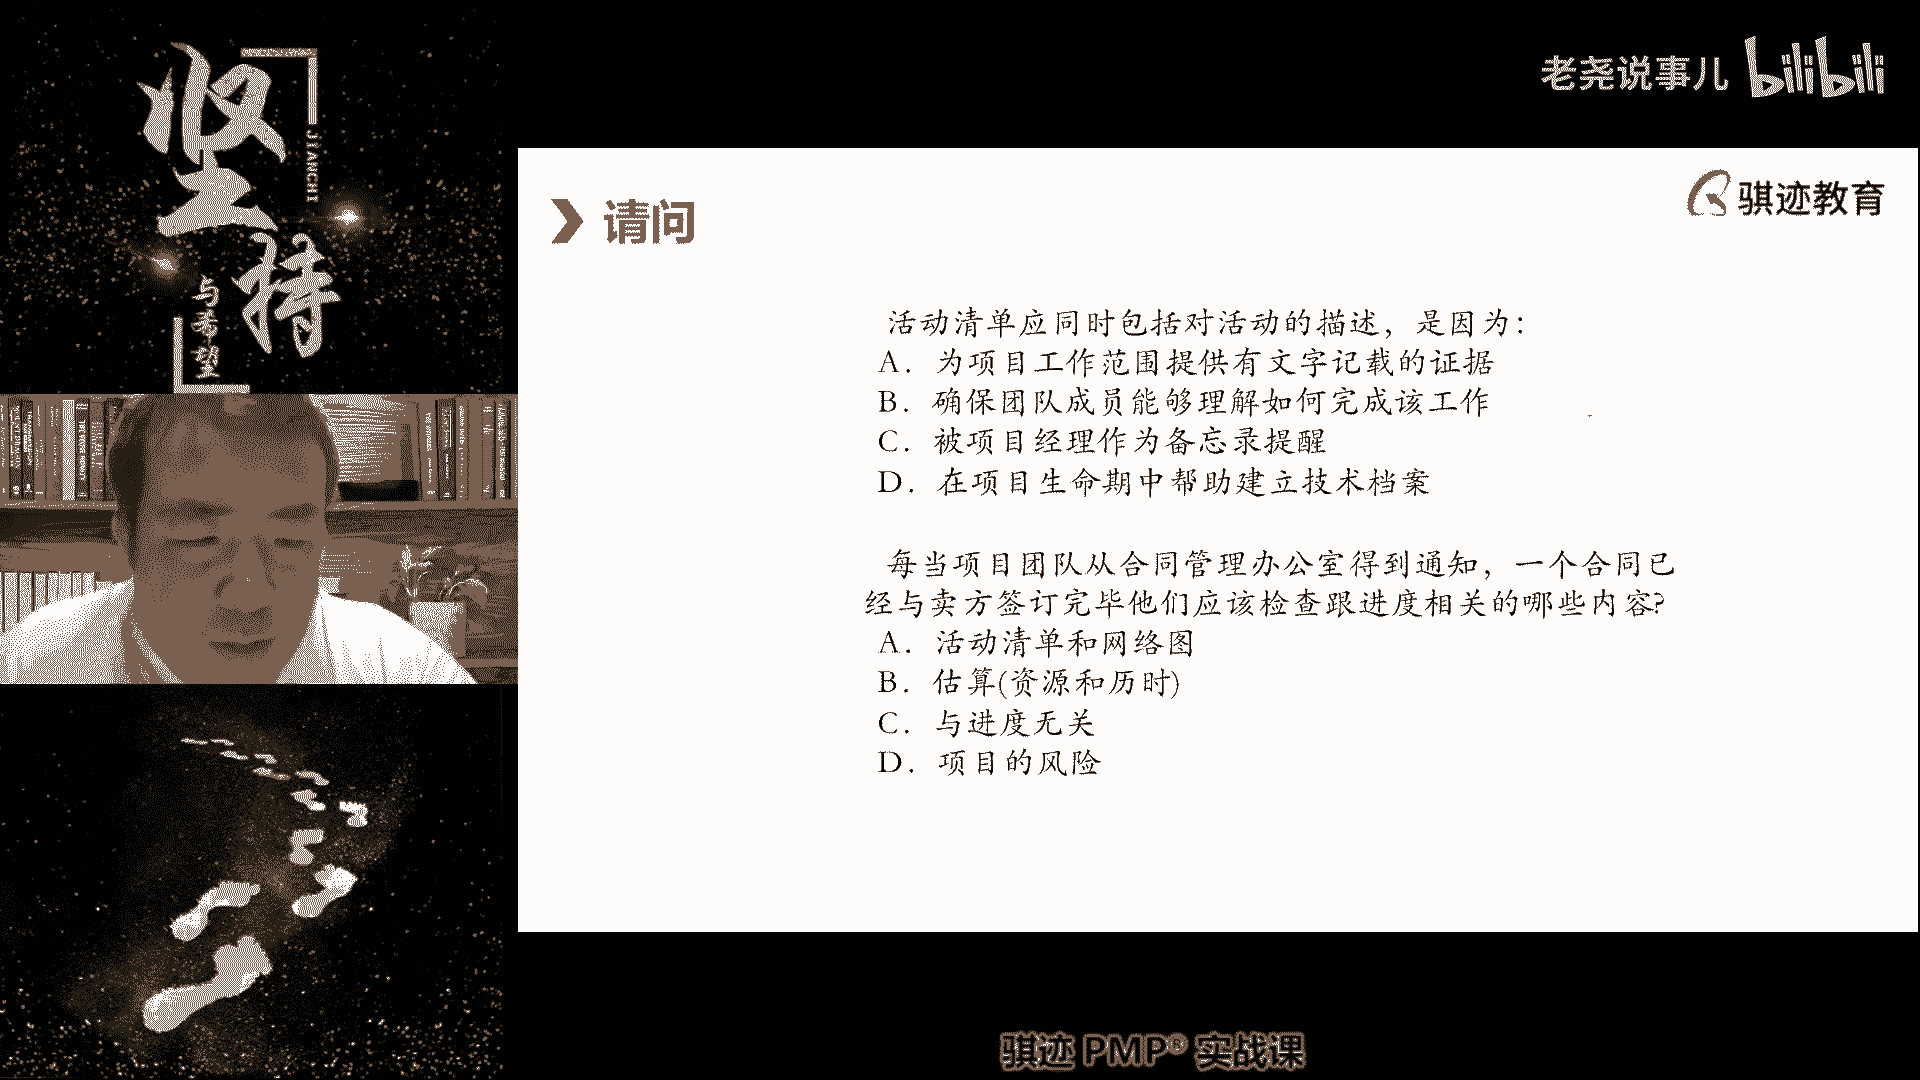 坚持
JIANCHI
与希望
老尧说事儿 bilibili
骐迹教育
请问
活动清单应同时包括对活动的描述，是因为：
A．为项目工作范围提供有文字记载的证据
B．确保团队成员能够理解如何完成该工作
C．被项目经理作为备忘录提醒
D．在项目生命期中帮助建立技术档案
每当项目团队从合同管理办公室得到通知，一个合同已
经与卖方签订完毕他们应该检查跟进度相关的哪些内容?
A．活动清单和网络图
B．估算(资源和历时)
C．与进度无关
D．项目的风险
骐迹 PMP® 实战课